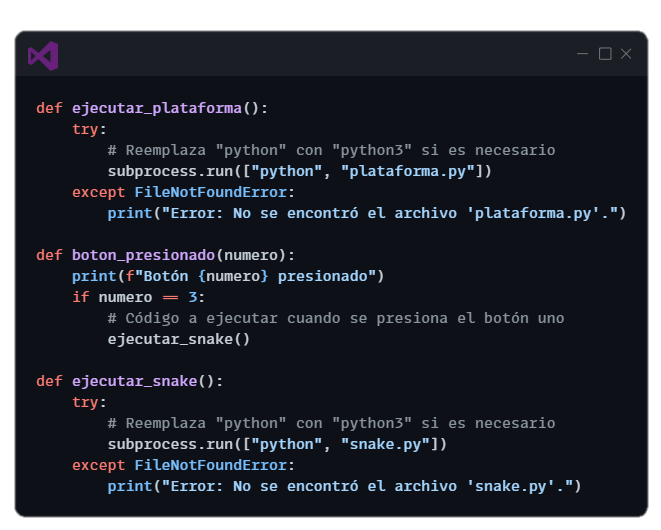 def ejecutar_plataforma():
    try:
        # Reemplaza "python" con "python3" si es necesario
        subprocess.run(["python", "plataforma.py"])
    except FileNotFoundError:
        print("Error: No se encontró el archivo 'plataforma.py'.")

def boton_presionado(numero):
    print(f"Botón {numero} presionado")
    if numero == 3:
        # Código a ejecutar cuando se presiona el botón uno
        ejecutar_snake()

def ejecutar_snake():
    try:
        # Reemplaza "python" con "python3" si es necesario
        subprocess.run(["python", "snake.py"])
    except FileNotFoundError:
        print("Error: No se encontró el archivo 'snake.py'.")